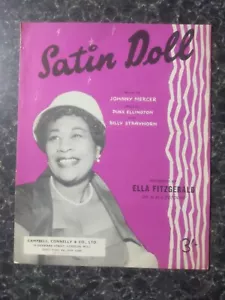 Satin Doll
JOHNNY MERCER
DUKE ELLINGTON
BILLY STRAYHORN
ELLA FITZGERALD
CAMPBELL, CONNELLY & CO., LTD.
3/-